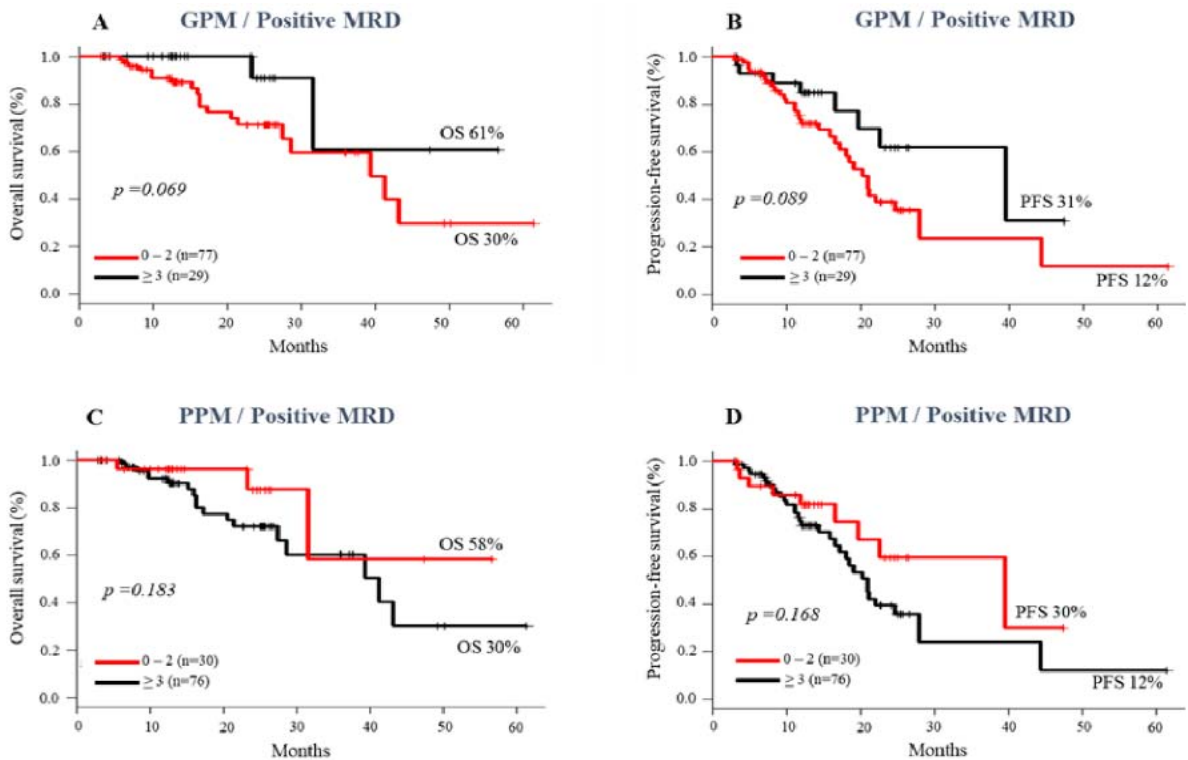 A
GPM / Positive MRD
Overall survival (%)
1.0
0.8
0.6
0.4
0.2
0.0
OS 61%
p =0.069
OS 30%
0 – 2 (n=77)
≥ 3 (n=29)
0 10 20 30 40 50 60
Months
B
GPM / Positive MRD
Progression-free survival (%)
1.0
0.8
0.6
0.4
0.2
0.0
PFS 31%
p =0.089
0 – 2 (n=77)
≥ 3 (n=29)
PFS 12%
0 10 20 30 40 50 60
Months
C
PPM / Positive MRD
Overall survival (%)
1.0
0.8
0.6
0.4
0.2
0.0
OS 58%
p =0.183
OS 30%
0 – 2 (n=30)
≥ 3 (n=76)
0 10 20 30 40 50 60
Months
D
PPM / Positive MRD
Progression-free survival (%)
1.0
0.8
0.6
0.4
0.2
0.0
PFS 30%
p =0.168
0 – 2 (n=30)
≥ 3 (n=76)
PFS 12%
0 10 20 30 40 50 60
Months